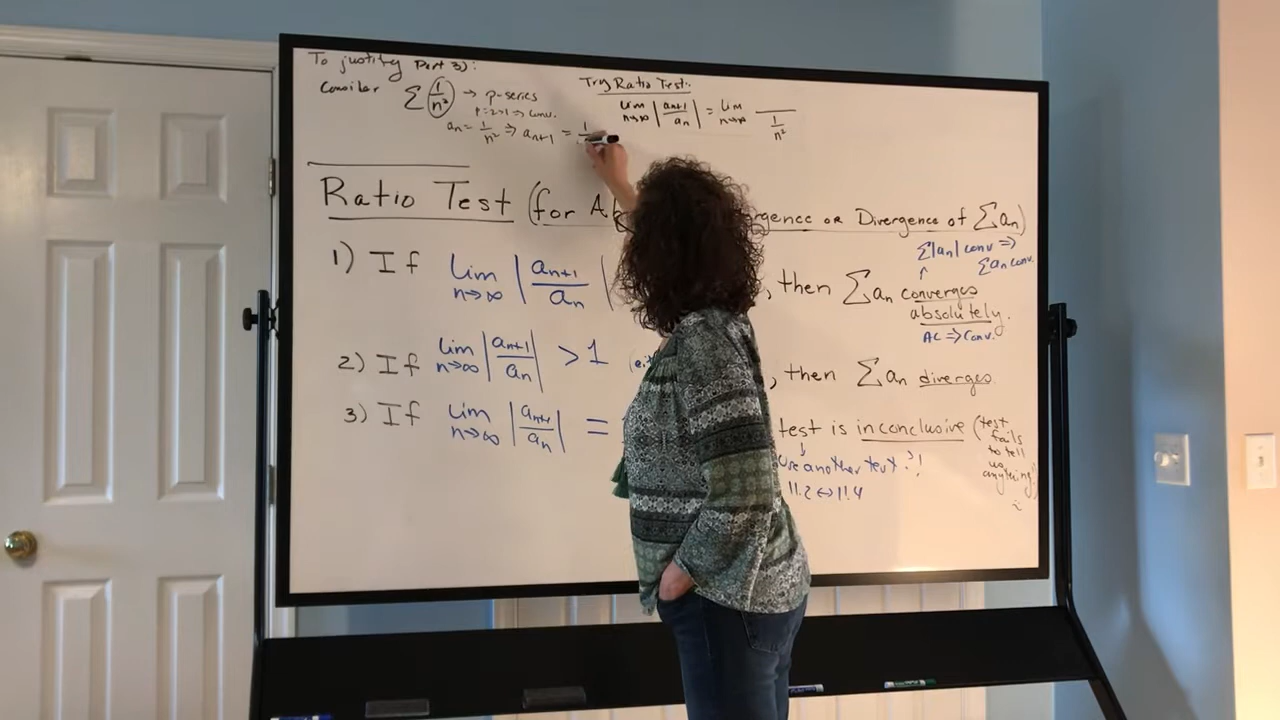 To justify Part 3):
Consider Σ 1/n² → p-series
p=2>1 ⇒ conv.
aₙ = 1/n² ⇒ aₙ₊₁ = 1/
Try Ratio Test:
lim n→∞ |aₙ₊₁/aₙ| = lim n→∞ /(1/n²)
Ratio Test (for Ab rgence or Divergence of Σaₙ)
1) If lim n→∞ |aₙ₊₁/aₙ| , then Σaₙ converges absolutely.
Σ|aₙ| conv ⇒ Σaₙ conv.
AC ⇒ Conv.
2) If lim n→∞ |aₙ₊₁/aₙ| > 1 , then Σaₙ diverges.
3) If lim n→∞ |aₙ₊₁/aₙ| = test is inconclusive (test fails to tell us anything!)
use another test!
11.2 ↔ 11.4